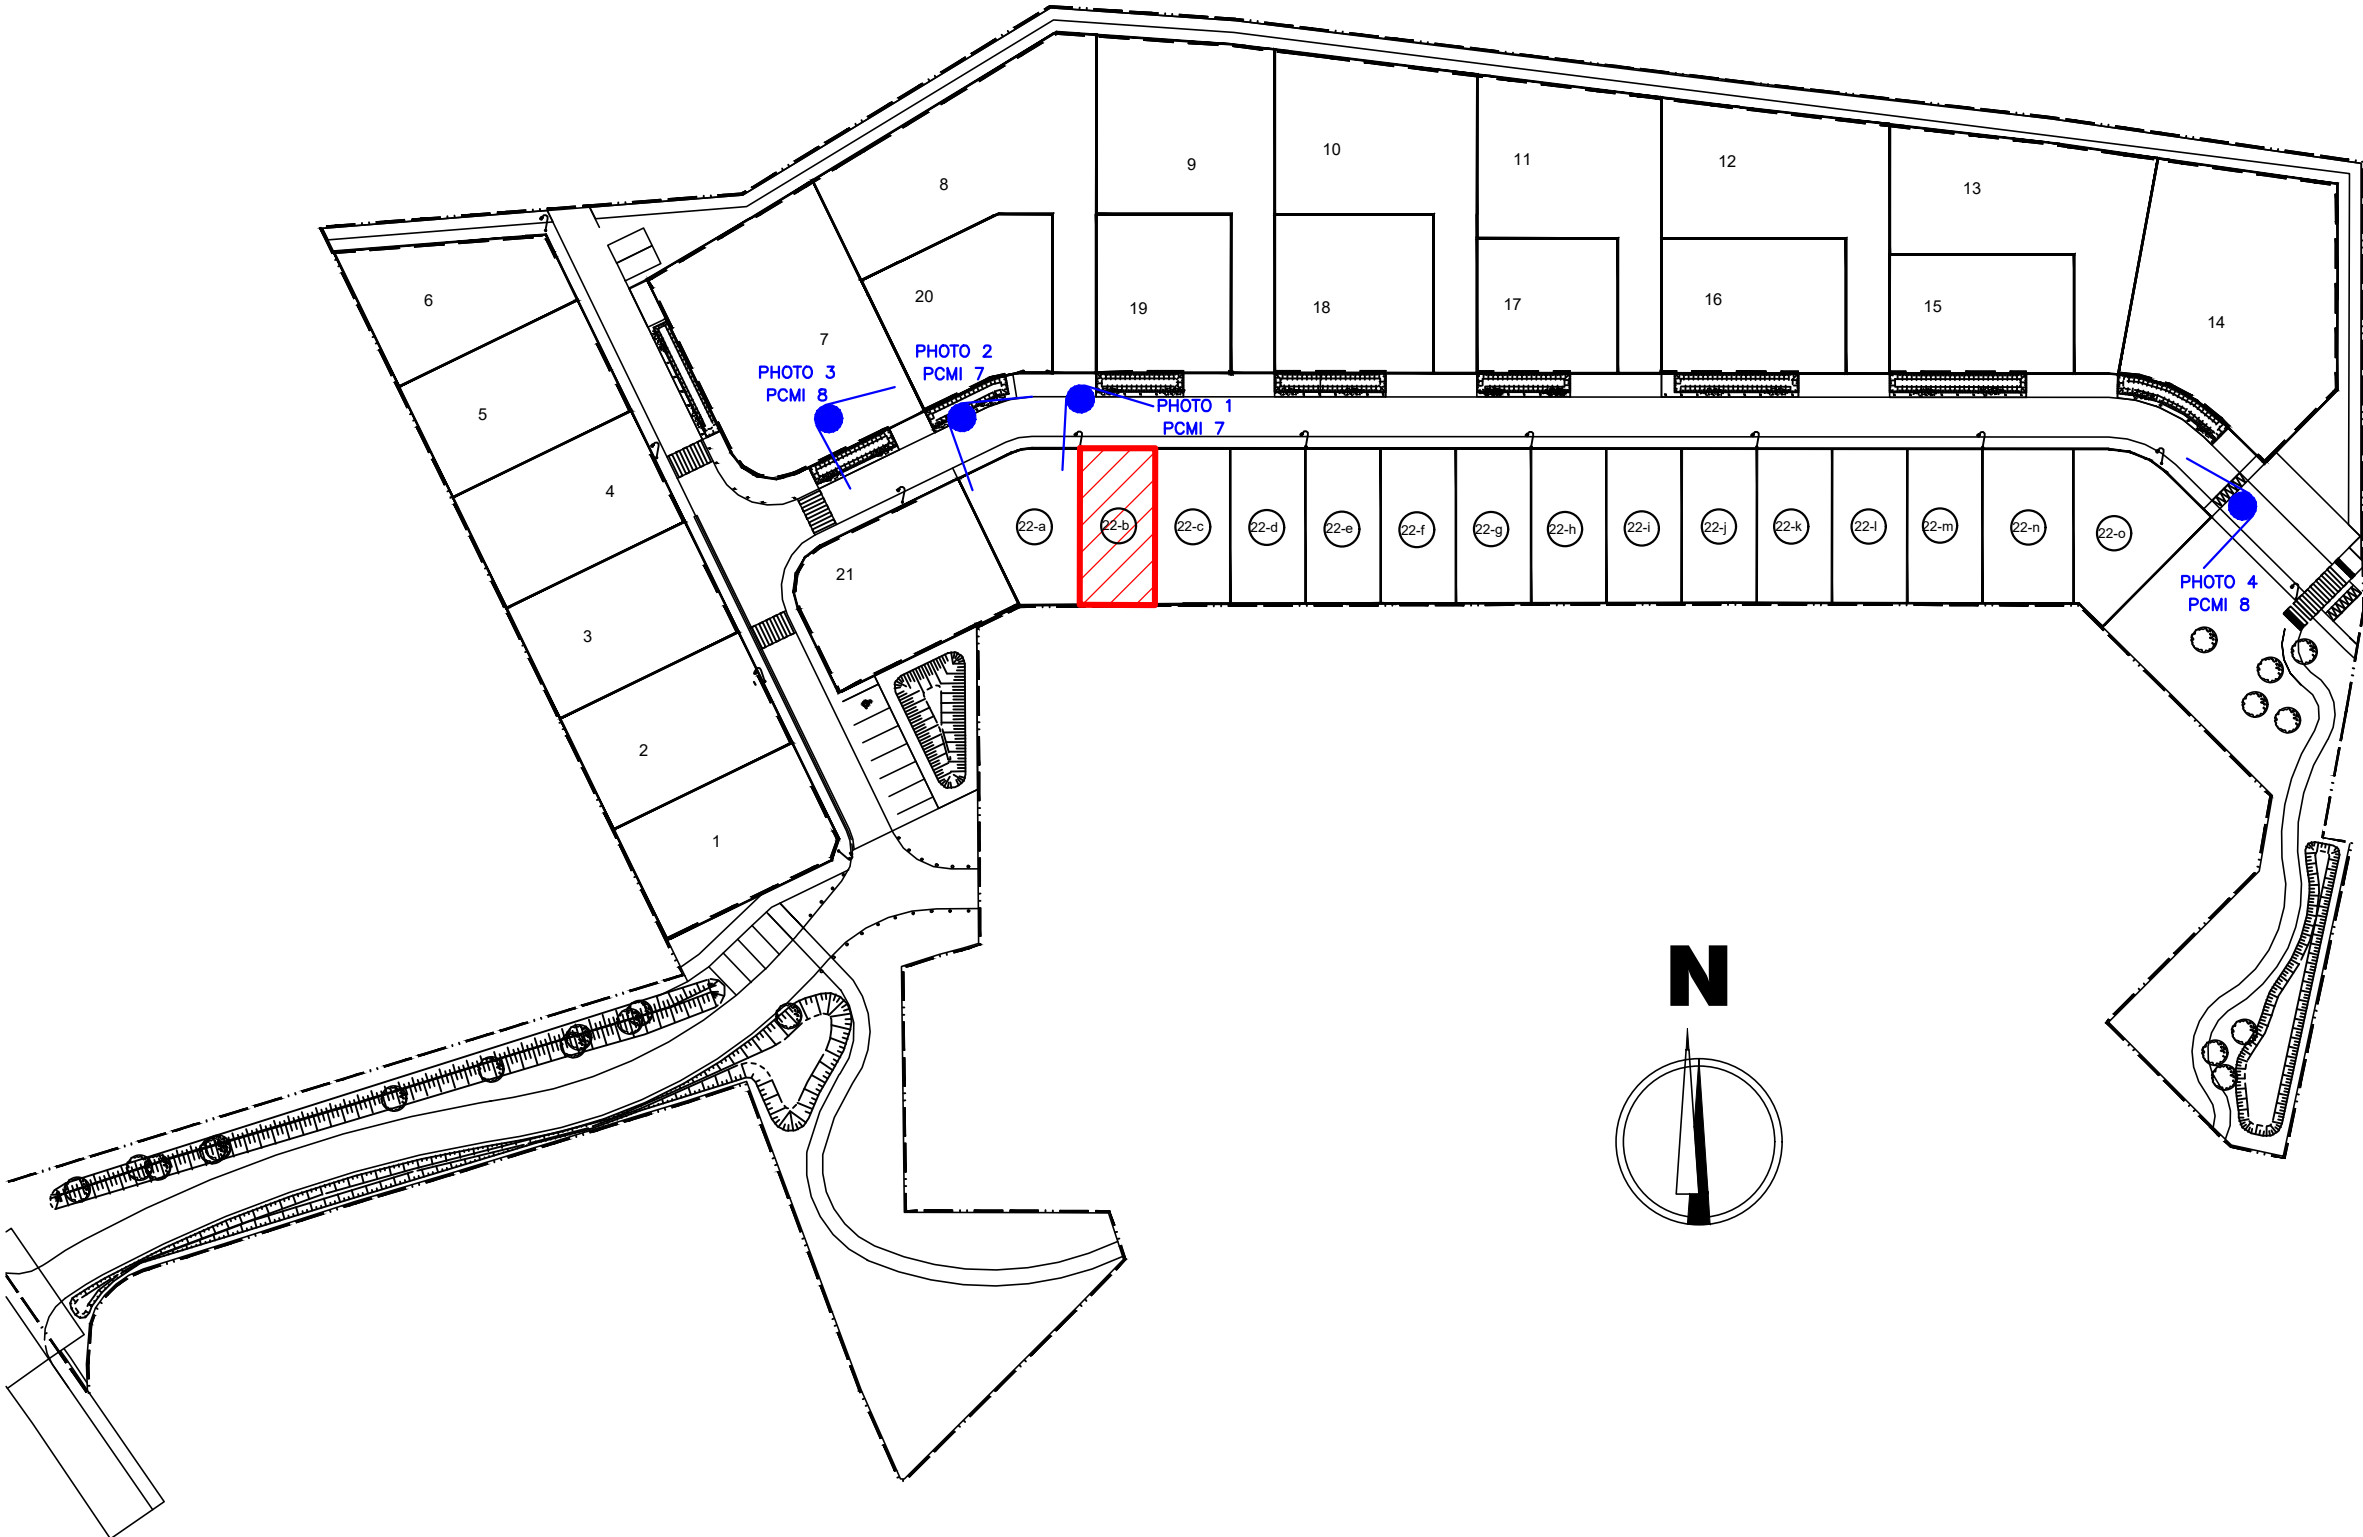 9
10
11
12
13
8
6
20
19
18
17
16
15
14
7
PHOTO 3
PCMI 8
PHOTO 2
PCMI 7
PHOTO 1
PCMI 7
5
4
22-a
22-b
22-c
22-d
22-e
22-f
22-g
22-h
22-i
22-j
22-k
22-l
22-m
22-n
22-o
21
PHOTO 4
PCMI 8
3
2
1
N